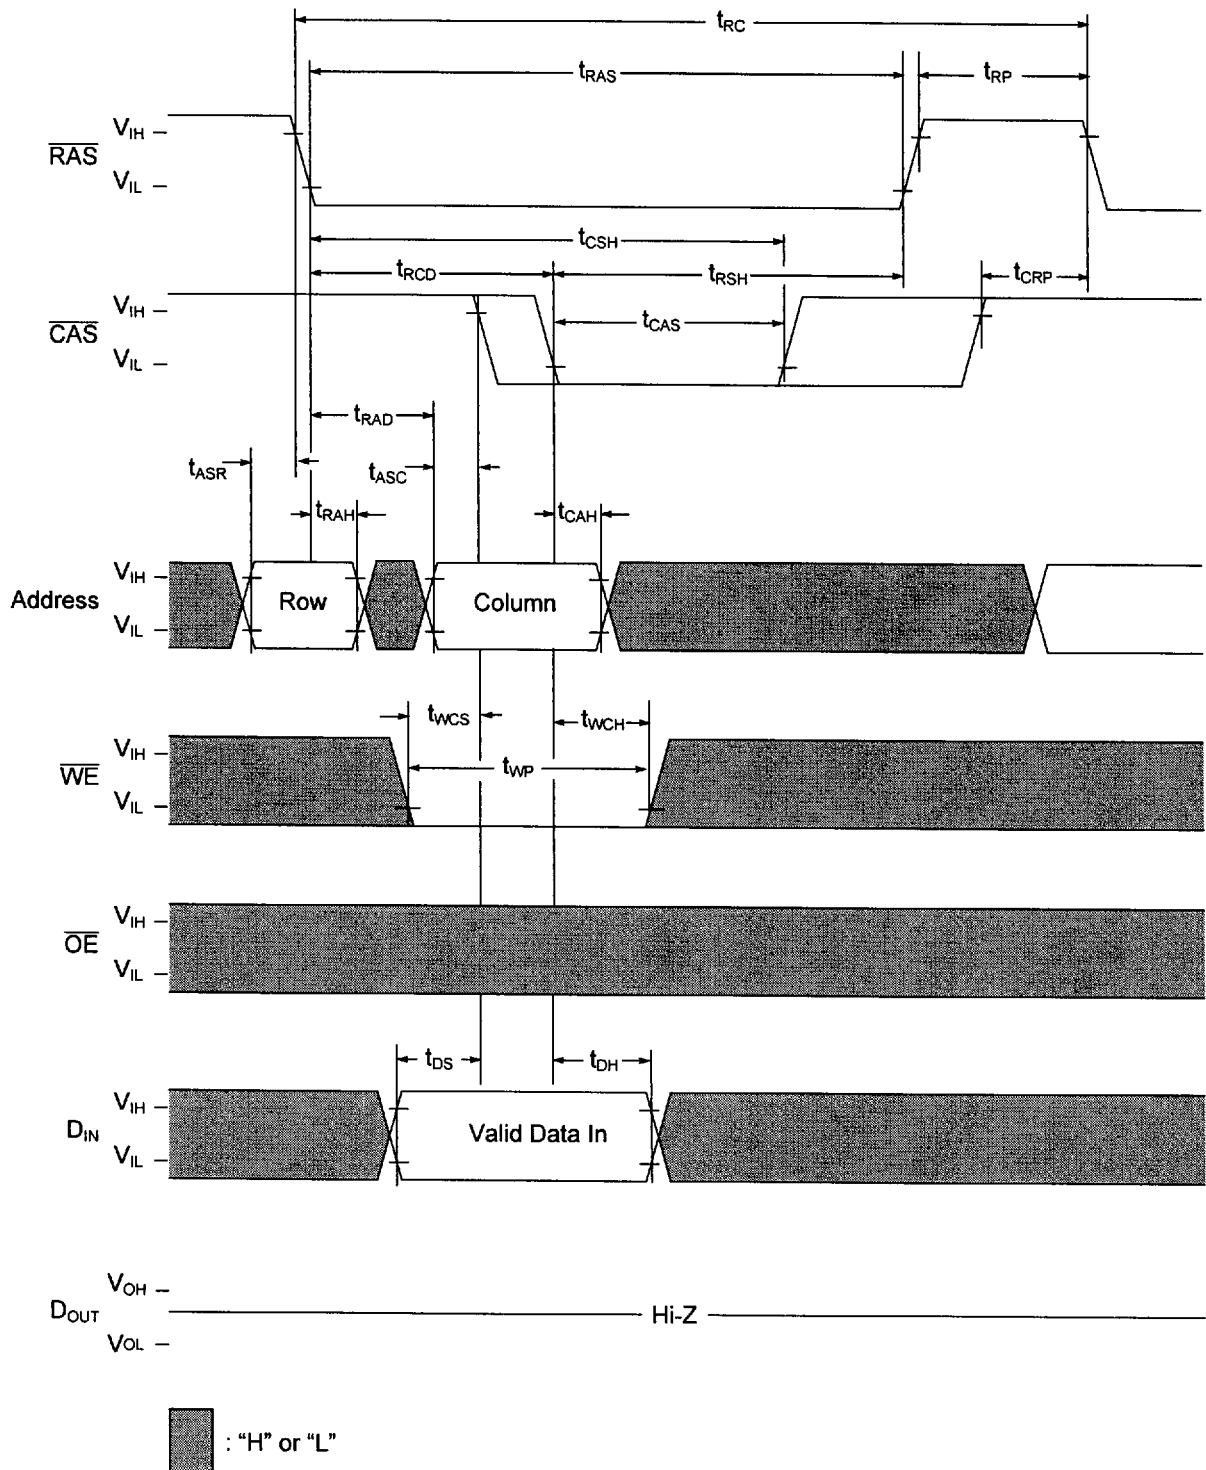 tRC
tRAS
tRP
VIH
RAS
VIL
tCSH
tRCD
tRSH
tCRP
VIH
CAS
tCAS
VIL
tRAD
tASR
tASC
tRAH
tCAH
VIH
Address
Row
Column
VIL
tWCS
tWCH
VIH
WE
tWP
VIL
VIH
OE
VIL
tDS
tDH
VIH
DIN
Valid Data In
VIL
VOH
DOUT
Hi-Z
VOL
: “H” or “L”